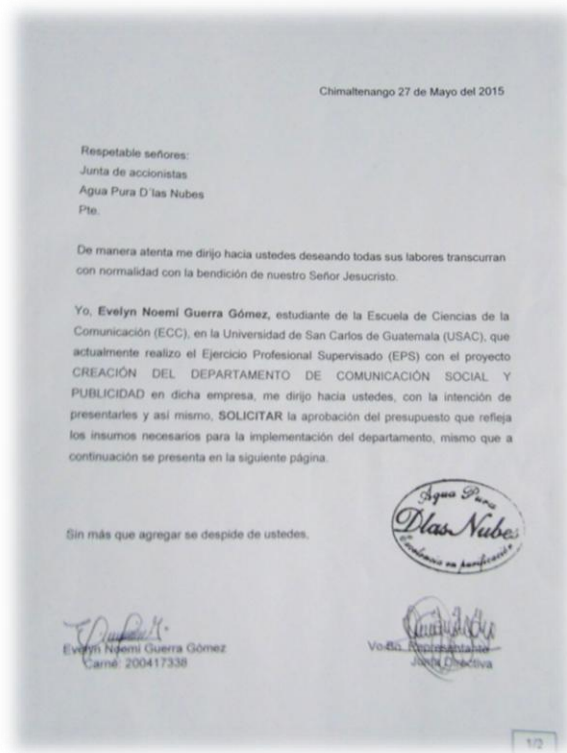 Chimaltenango 27 de Mayo del 2015
Respetable señores:
Junta de accionistas
Agua Pura D´las Nubes
Pte.
De manera atenta me dirijo hacia ustedes deseando todas sus labores transcurran
con normalidad con la bendición de nuestro Señor Jesucristo.
Yo, Evelyn Noemí Guerra Gómez, estudiante de la Escuela de Ciencias de la
Comunicación (ECC), en la Universidad de San Carlos de Guatemala (USAC), que
actualmente realizo el Ejercicio Profesional Supervisado (EPS) con el proyecto
CREACIÓN DEL DEPARTAMENTO DE COMUNICACIÓN SOCIAL Y
PUBLICIDAD en dicha empresa, me dirijo hacia ustedes, con la intención de
presentarles y así mismo, SOLICITAR la aprobación del presupuesto que refleja
los insumos necesarios para la implementación del departamento, mismo que a
continuación se presenta en la siguiente página.
Agua Pura
Dlas Nubes
Excelencia en purificación
Sin más que agregar se despide de ustedes.
Evelyn Noemi Guerra Gómez
Carné: 200417338
Vo.Bo. Representante
Junta Directiva
1/2